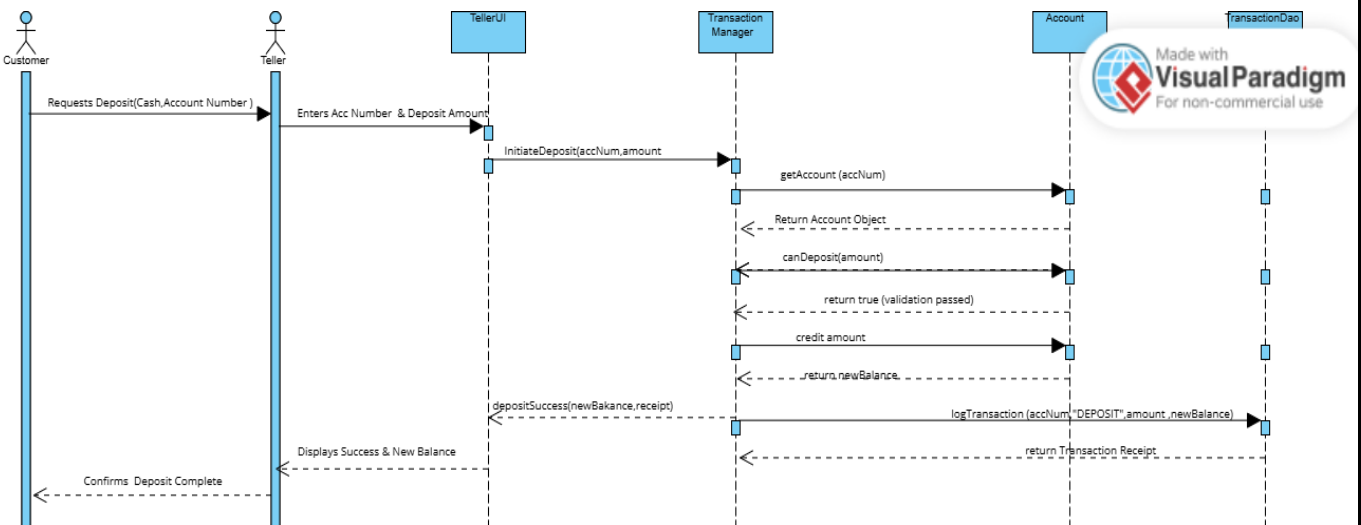 TellerUI
Transaction
Manager
Account
TransactionDao
Customer
Teller
Made with
VisualParadigm
For non-commercial use
Requests Deposit(Cash,Account Number )
Enters Acc Number & Deposit Amount
InitiateDeposit(accNum,amount
getAccount (accNum)
Return Account Object
canDeposit(amount)
return true (validation passed)
credit amount
return newBalance
depositSuccess(newBakance,receipt)
logTransaction (accNum,"DEPOSIT",amount ,newBalance)
Displays Success & New Balance
return Transaction Receipt
Confirms Deposit Complete